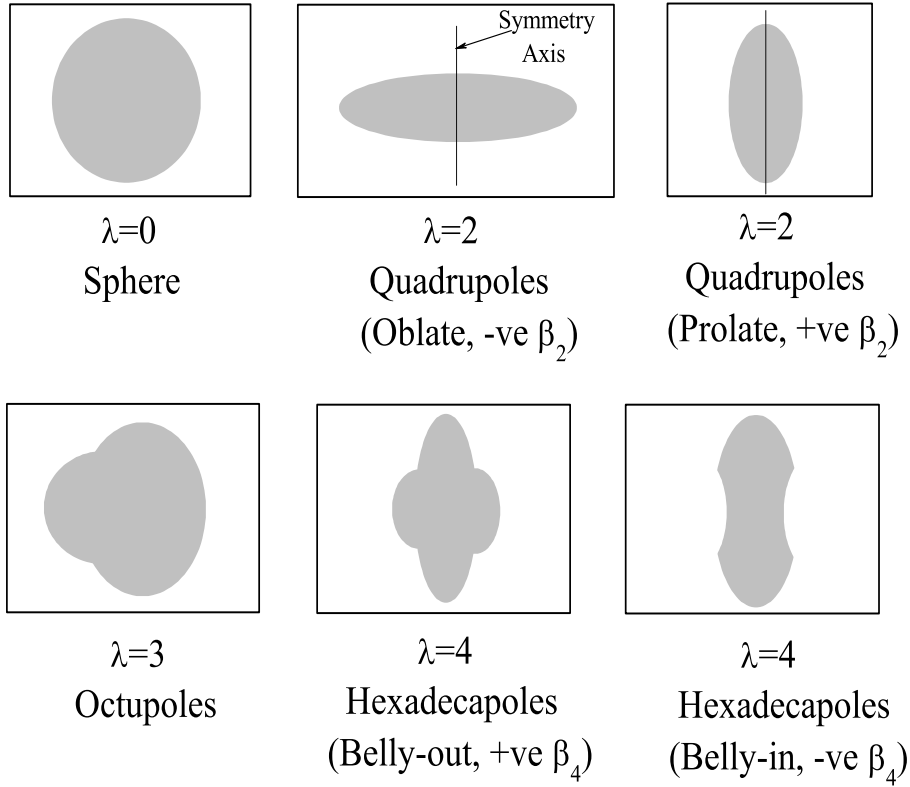 Symmetry
Axis
λ=0
Sphere
λ=2
Quadrupoles
(Oblate, -ve β₂)
λ=2
Quadrupoles
(Prolate, +ve β₂)
λ=3
Octupoles
λ=4
Hexadecapoles
(Belly-out, +ve β₄)
λ=4
Hexadecapoles
(Belly-in, -ve β₄)